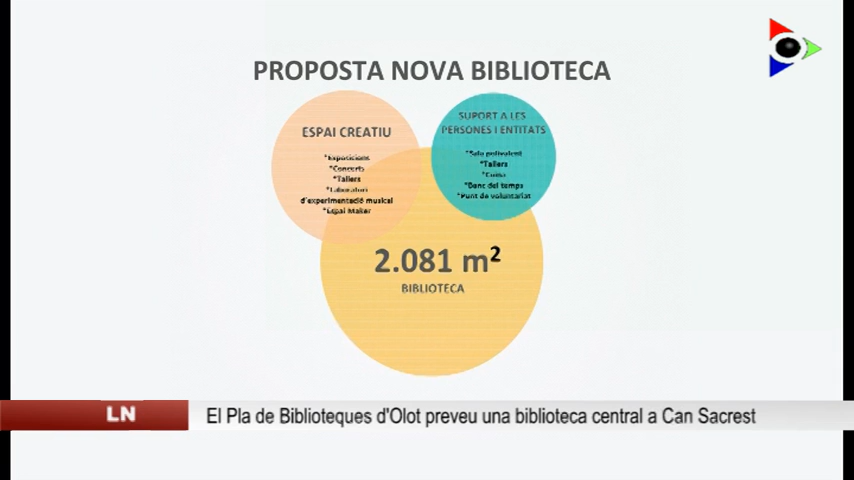 PROPOSTA NOVA BIBLIOTECA
ESPAI CREATIU
*Exposicions
*Concerts
*Tallers
*Laboratori
d'experimentació musical
*Espai Maker
SUPORT A LES
PERSONES I ENTITATS
*Sala polivalent
*Tallers
*Cuina
*Banc del temps
*Punt de voluntariat
2.081 m²
BIBLIOTECA
LN El Pla de Biblioteques d'Olot preveu una biblioteca central a Can Sacrest